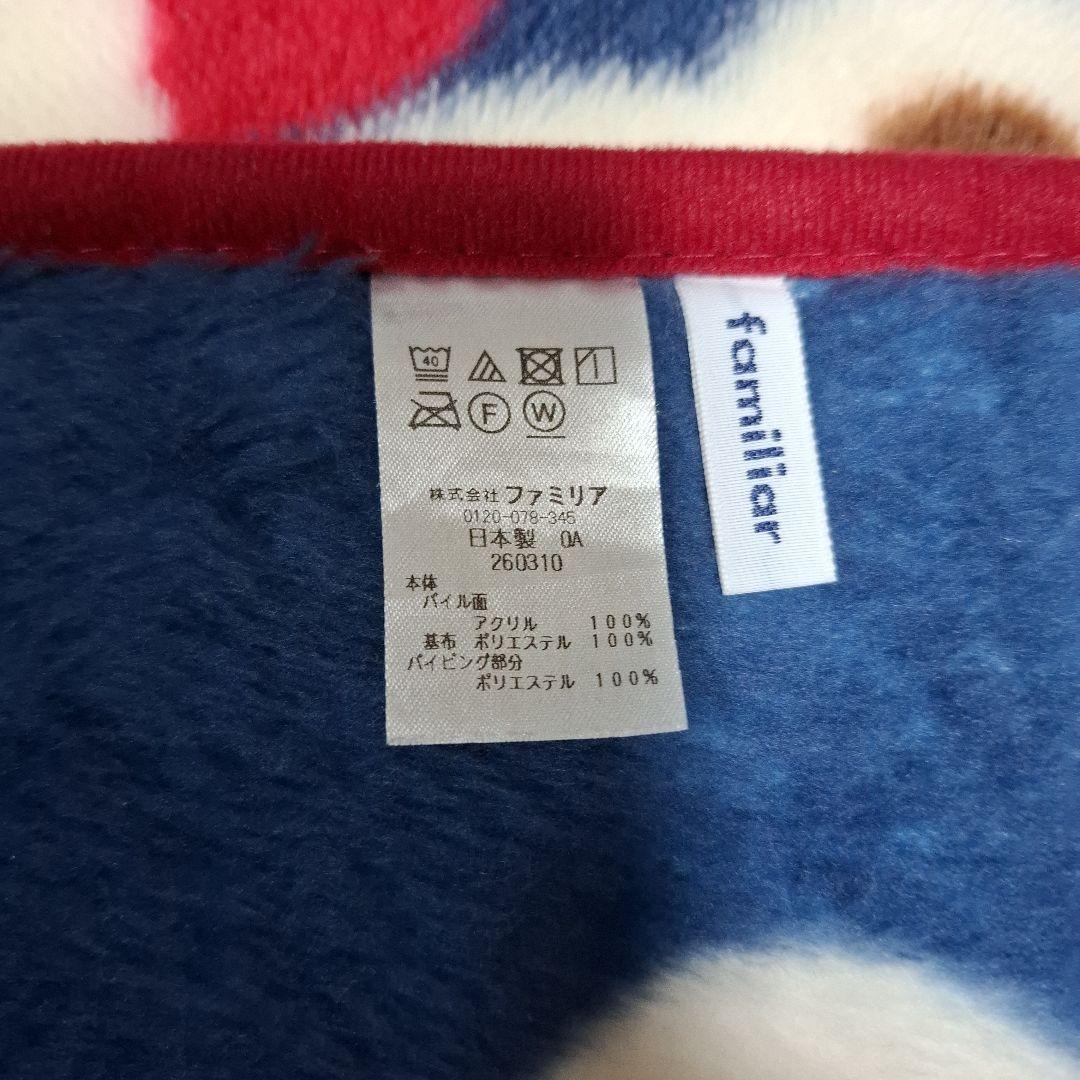 40
F W
株式会社 ファミリア
0120-078-345
日本製 OA
260310
本体
パイル面
アクリル 100%
基布 ポリエステル 100%
パイピング部分
ポリエステル 100%
familiar